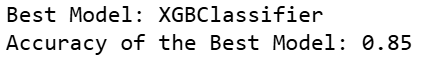 Best Model: XGBClassifier
Accuracy of the Best Model: 0.85